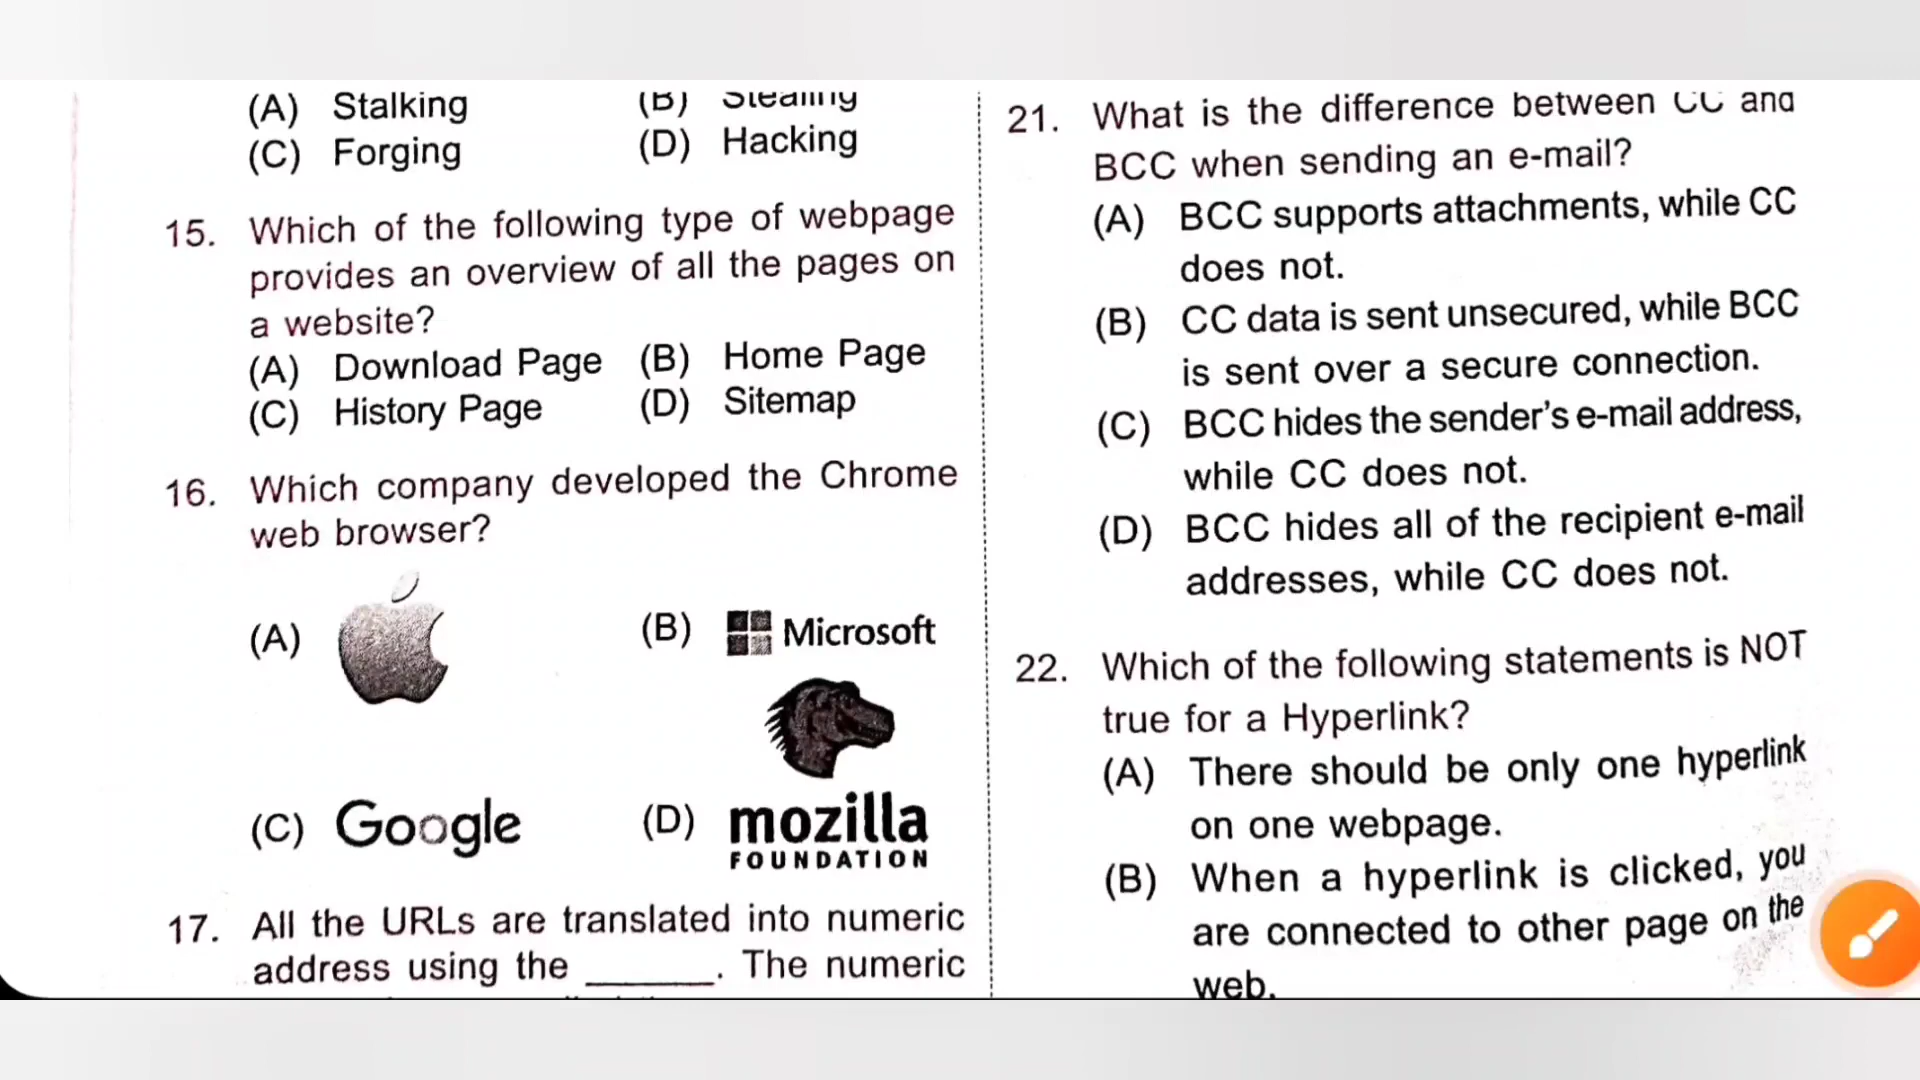 (A) Stalking (B) Stealing
(C) Forging (D) Hacking
15. Which of the following type of webpage
provides an overview of all the pages on
a website?
(A) Download Page (B) Home Page
(C) History Page (D) Sitemap
16. Which company developed the Chrome
web browser?
(A) (B) Microsoft
(C) Google (D) mozilla
FOUNDATION
17. All the URLs are translated into numeric
address using the ______. The numeric
21. What is the difference between CC and
BCC when sending an e-mail?
(A) BCC supports attachments, while CC
does not.
(B) CC data is sent unsecured, while BCC
is sent over a secure connection.
(C) BCC hides the sender's e-mail address,
while CC does not.
(D) BCC hides all of the recipient e-mail
addresses, while CC does not.
22. Which of the following statements is NOT
true for a Hyperlink?
(A) There should be only one hyperlink
on one webpage.
(B) When a hyperlink is clicked, you
are connected to other page on the
web.